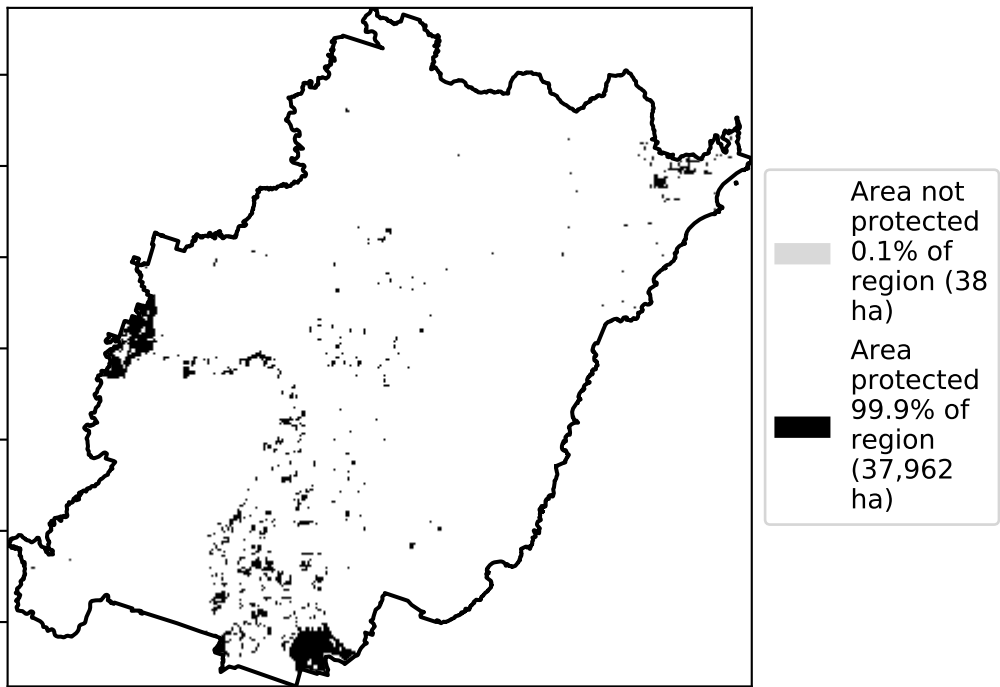 Area not
protected
0.1% of
region (38
ha)
Area
protected
99.9% of
region
(37,962
ha)